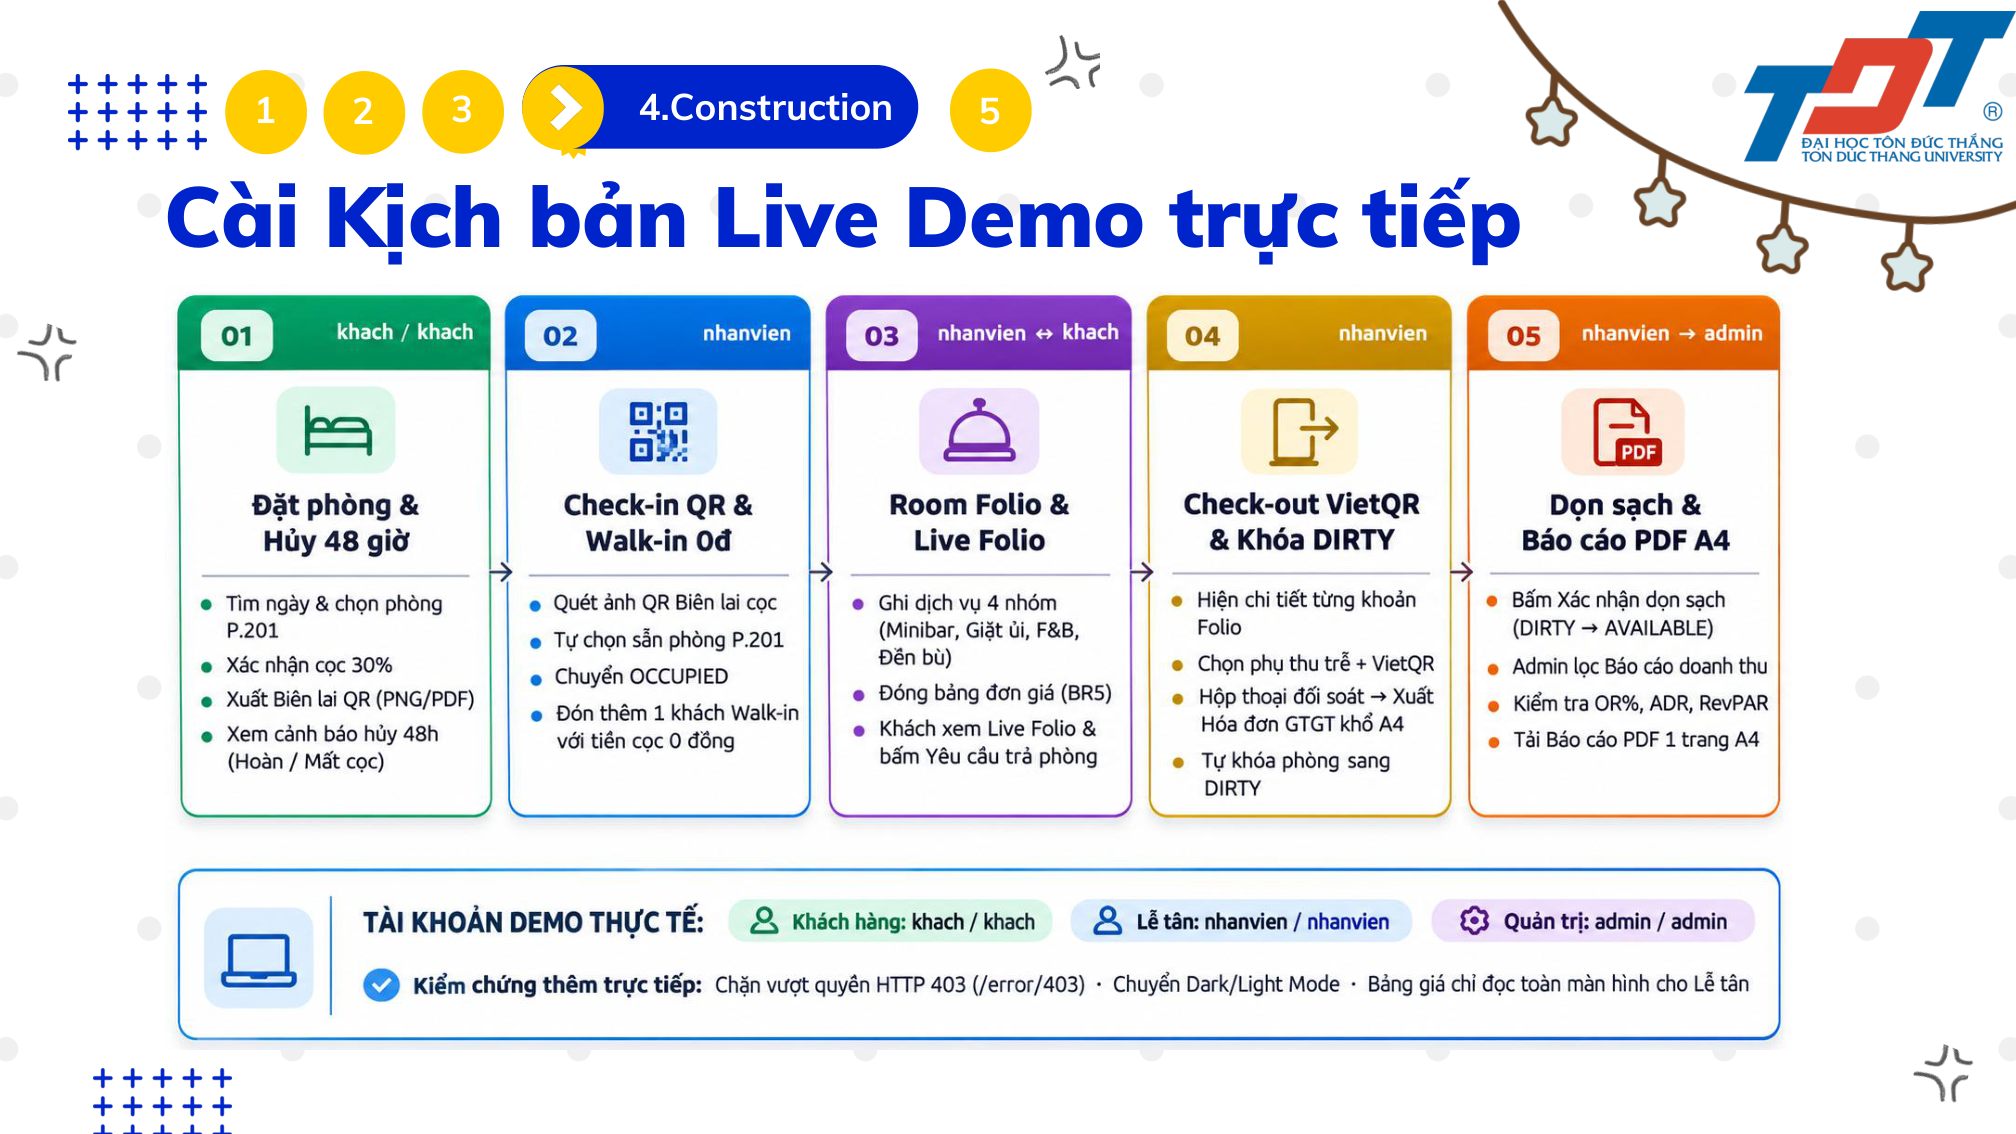 1
2
3
4.Construction
5
ĐẠI HỌC TÔN ĐỨC THẮNG
TON DUC THANG UNIVERSITY
®
Cài Kịch bản Live Demo trực tiếp
01 khach / khach
Đặt phòng &
Hủy 48 giờ
Tìm ngày & chọn phòng
P.201
Xác nhận cọc 30%
Xuất Biên lai QR (PNG/PDF)
Xem cảnh báo hủy 48h
(Hoàn / Mất cọc)
02 nhanvien
Check-in QR &
Walk-in 0đ
Quét ảnh QR Biên lai cọc
Tự chọn sẵn phòng P.201
Chuyển OCCUPIED
Đón thêm 1 khách Walk-in
với tiền cọc 0 đồng
03 nhanvien ↔ khach
Room Folio &
Live Folio
Ghi dịch vụ 4 nhóm
(Minibar, Giặt ủi, F&B,
Đền bù)
Đóng bảng đơn giá (BR5)
Khách xem Live Folio &
bấm Yêu cầu trả phòng
04 nhanvien
Check-out VietQR
& Khóa DIRTY
Hiện chi tiết từng khoản
Folio
Chọn phụ thu trễ + VietQR
Hộp thoại đối soát → Xuất
Hóa đơn GTGT khổ A4
Tự khóa phòng sang
DIRTY
05 nhanvien → admin
PDF
Dọn sạch &
Báo cáo PDF A4
Bấm Xác nhận dọn sạch
(DIRTY → AVAILABLE)
Admin lọc Báo cáo doanh thu
Kiểm tra OR%, ADR, RevPAR
Tải Báo cáo PDF 1 trang A4
TÀI KHOẢN DEMO THỰC TẾ: Khách hàng: khach / khach Lễ tân: nhanvien / nhanvien Quản trị: admin / admin
Kiểm chứng thêm trực tiếp: Chặn vượt quyền HTTP 403 (/error/403) · Chuyển Dark/Light Mode · Bảng giá chỉ đọc toàn màn hình cho Lễ tân